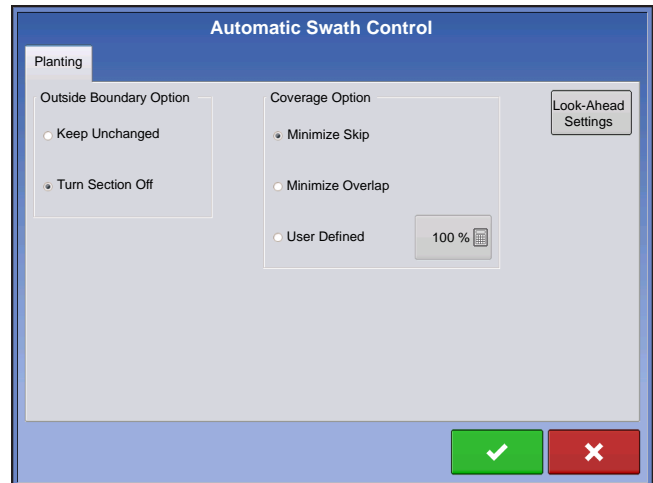 Automatic Swath Control
Planting
Outside Boundary Option
Keep Unchanged
Turn Section Off
Coverage Option
Minimize Skip
Minimize Overlap
User Defined
100 %
Look-Ahead
Settings